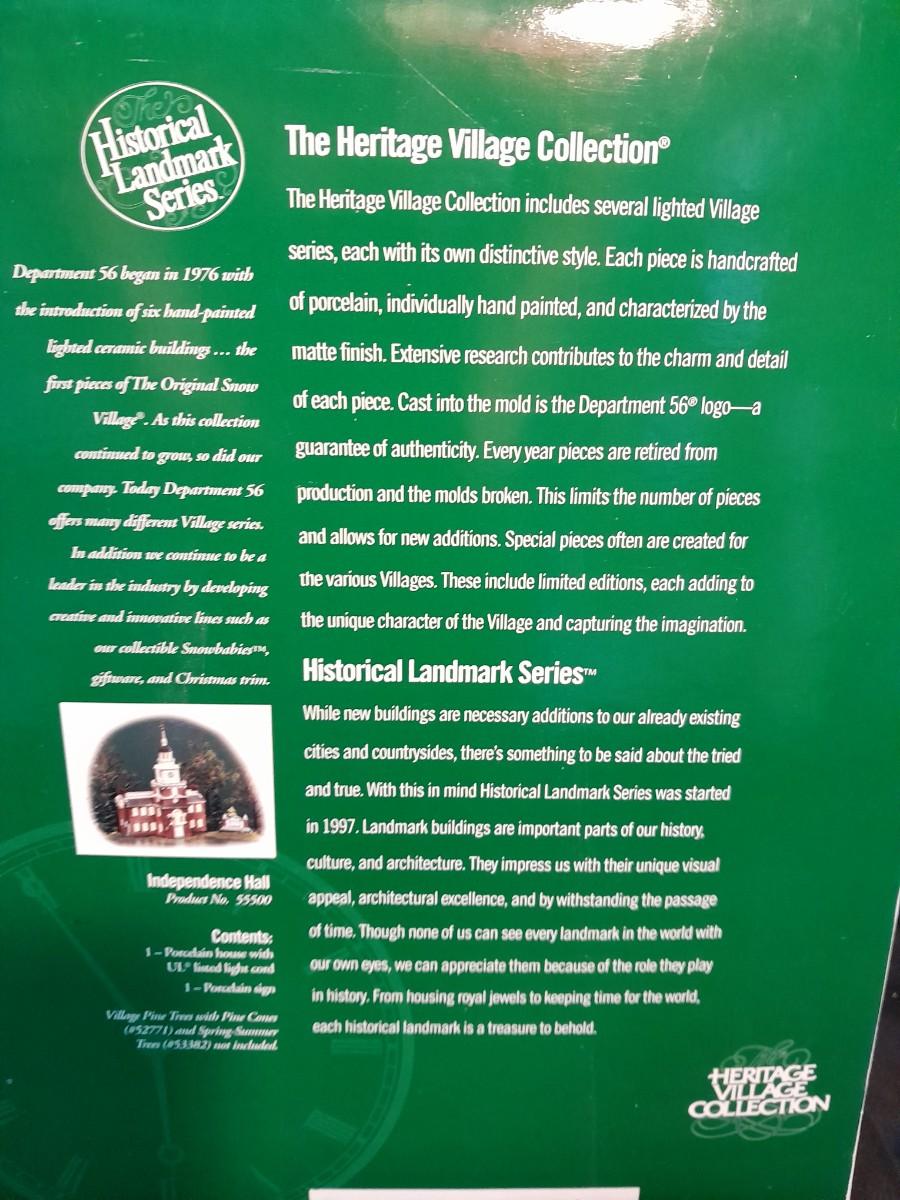 The
Historical
Landmark
Series™
Department 56 began in 1976 with
the introduction of six hand-painted
lighted ceramic buildings ... the
first pieces of The Original Snow
Village®. As this collection
continued to grow, so did our
company. Today Department 56
offers many different Village series.
In addition we continue to be a
leader in the industry by developing
creative and innovative lines such as
our collectible Snowbabies™,
giftware, and Christmas trim.
Independence Hall
Product No. 55500
Contents:
1 – Porcelain house with
UL® listed light cord
1 – Porcelain sign
Village Pine Trees with Pine Cones
(#52771) and Spring/Summer
Trees (#53382) not included.
The Heritage Village Collection®
The Heritage Village Collection includes several lighted Village
series, each with its own distinctive style. Each piece is handcrafted
of porcelain, individually hand painted, and characterized by the
matte finish. Extensive research contributes to the charm and detail
of each piece. Cast into the mold is the Department 56® logo—a
guarantee of authenticity. Every year pieces are retired from
production and the molds broken. This limits the number of pieces
and allows for new additions. Special pieces often are created for
the various Villages. These include limited editions, each adding to
the unique character of the Village and capturing the imagination.
Historical Landmark Series™
While new buildings are necessary additions to our already existing
cities and countrysides, there's something to be said about the tried
and true. With this in mind Historical Landmark Series was started
in 1997. Landmark buildings are important parts of our history,
culture, and architecture. They impress us with their unique visual
appeal, architectural excellence, and by withstanding the passage
of time. Though none of us can see every landmark in the world with
our own eyes, we can appreciate them because of the role they play
in history. From housing royal jewels to keeping time for the world,
each historical landmark is a treasure to behold.
The
HERITAGE
VILLAGE
COLLECTION